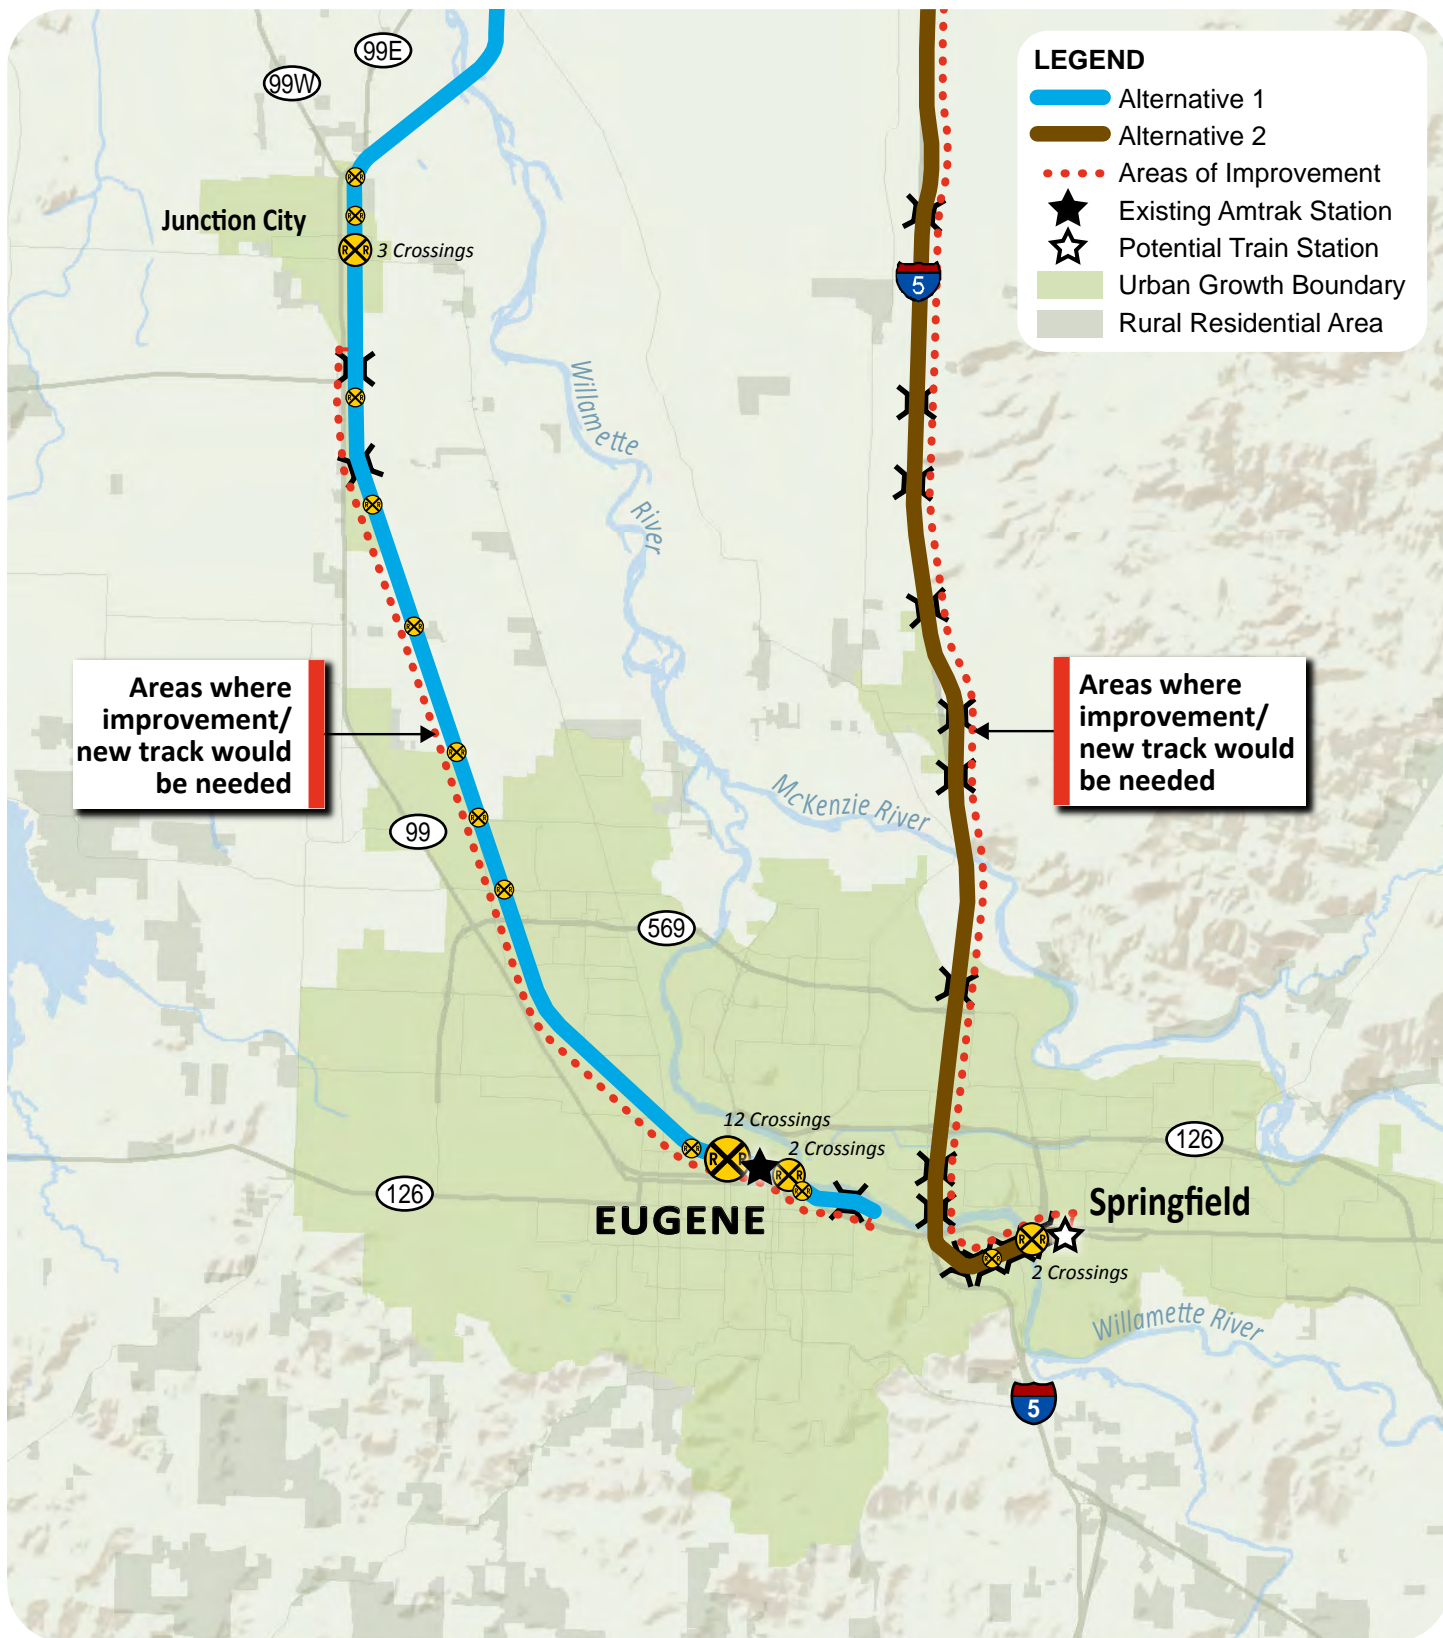 99E
99W
LEGEND
Alternative 1
Alternative 2
Areas of Improvement
Existing Amtrak Station
Potential Train Station
Urban Growth Boundary
Rural Residential Area
Junction City
3 Crossings
5
Willamette
River
Areas where
improvement/
new track would
be needed
Areas where
improvement/
new track would
be needed
McKenzie River
99
569
12 Crossings
2 Crossings
126
126
EUGENE
Springfield
2 Crossings
Willamette River
5
R R
R R
R R
R R